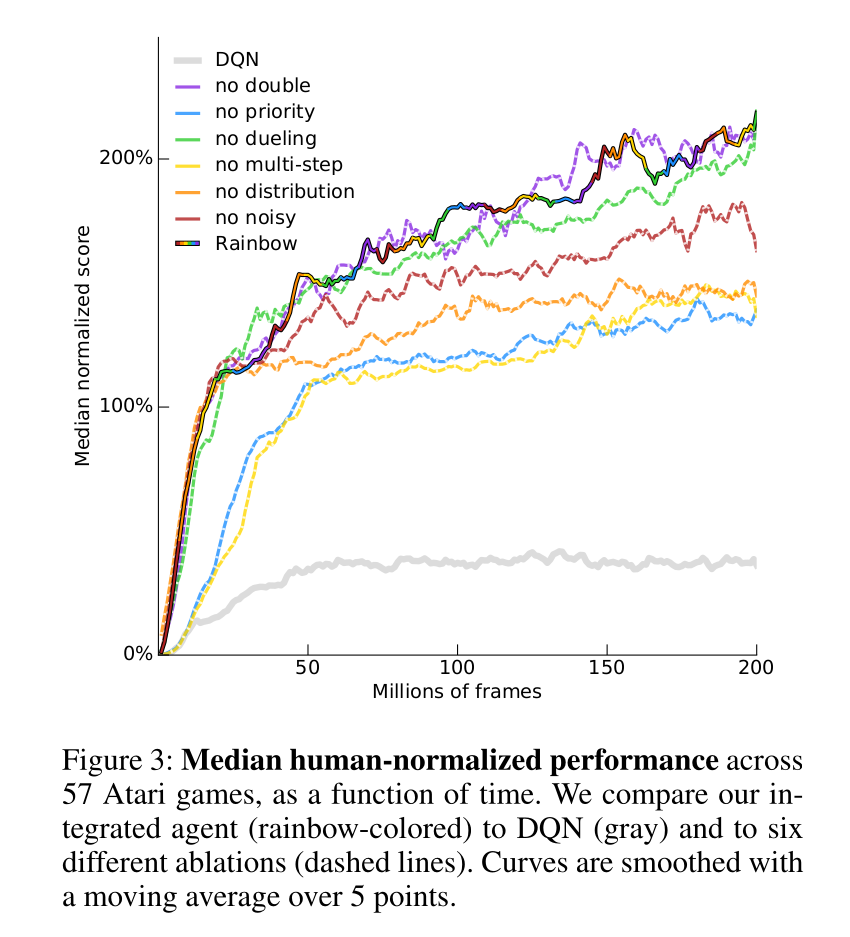 DQN
no double
no priority
no dueling
no multi-step
no distribution
no noisy
Rainbow
200%
100%
0%
Median normalized score
50
100
150
200
Millions of frames
Figure 3: Median human-normalized performance across
57 Atari games, as a function of time. We compare our in-
tegrated agent (rainbow-colored) to DQN (gray) and to six
different ablations (dashed lines). Curves are smoothed with
a moving average over 5 points.